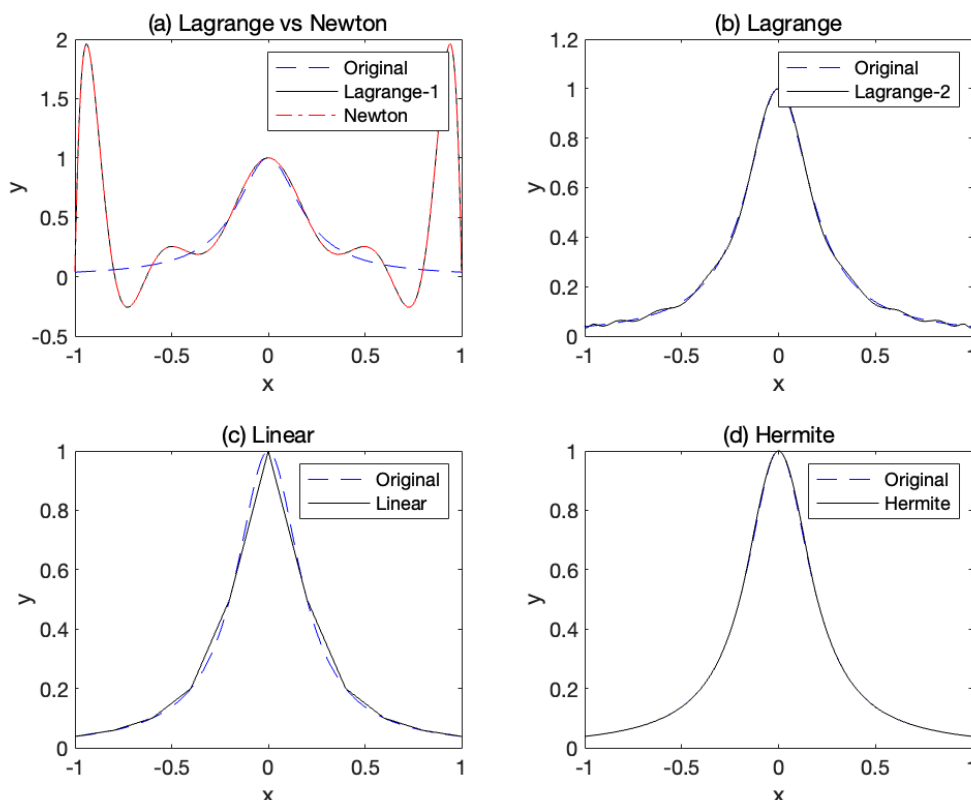 (a) Lagrange vs Newton
2
1.5
1
0.5
0
-0.5
y
-1
-0.5
0
0.5
1
x
Original
Lagrange-1
Newton
(b) Lagrange
1.2
1
0.8
0.6
0.4
0.2
0
y
-1
-0.5
0
0.5
1
x
Original
Lagrange-2
(c) Linear
1
0.8
0.6
0.4
0.2
0
y
-1
-0.5
0
0.5
1
x
Original
Linear
(d) Hermite
1
0.8
0.6
0.4
0.2
0
y
-1
-0.5
0
0.5
1
x
Original
Hermite